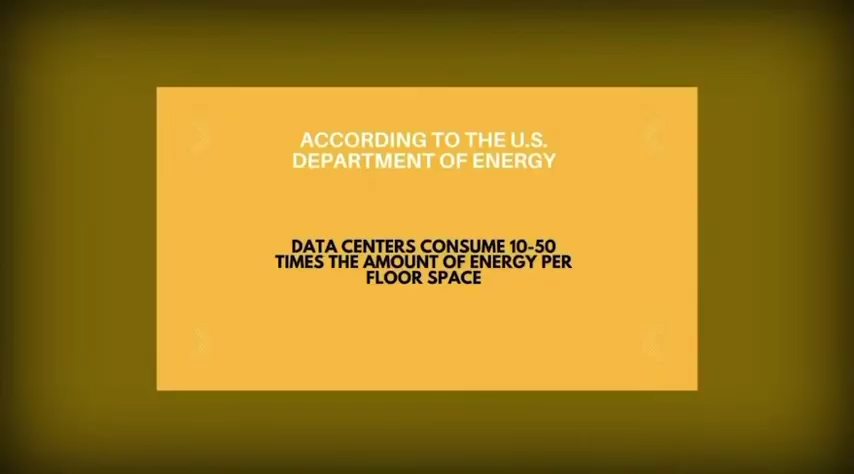 ACCORDING TO THE U.S.
DEPARTMENT OF ENERGY
DATA CENTERS CONSUME 10-50
TIMES THE AMOUNT OF ENERGY PER
FLOOR SPACE